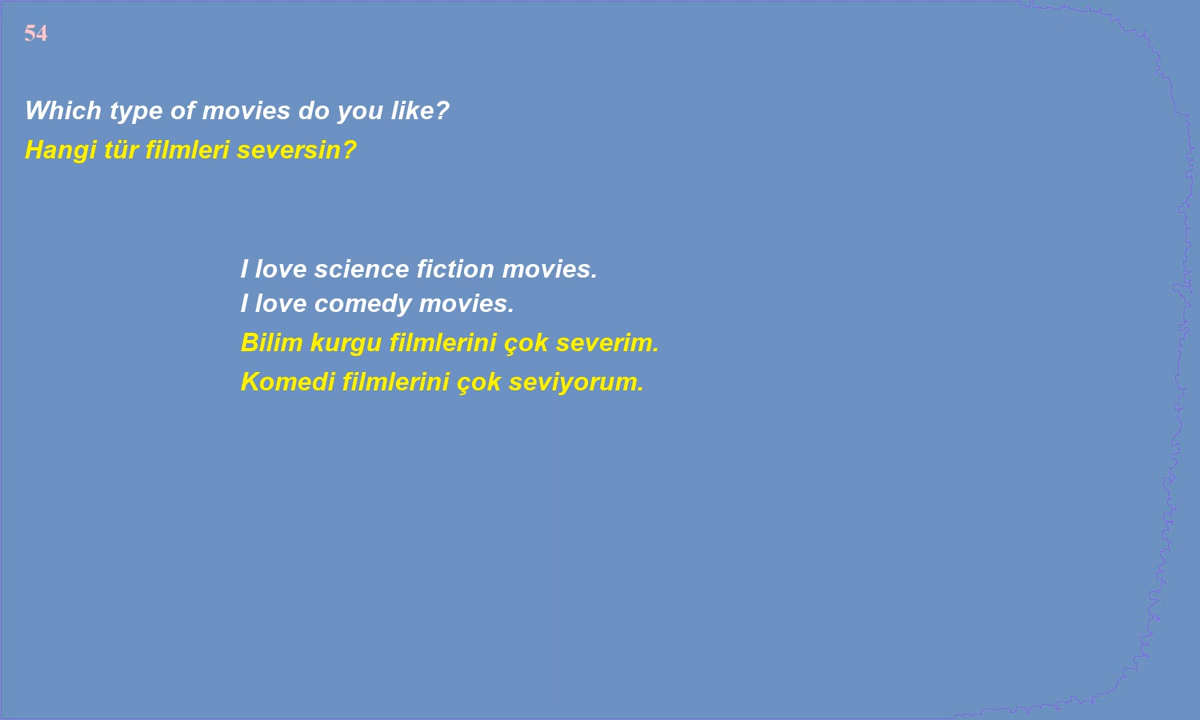 54
Which type of movies do you like?
Hangi tür filmleri seversin?
I love science fiction movies.
I love comedy movies.
Bilim kurgu filmlerini çok severim.
Komedi filmlerini çok seviyorum.